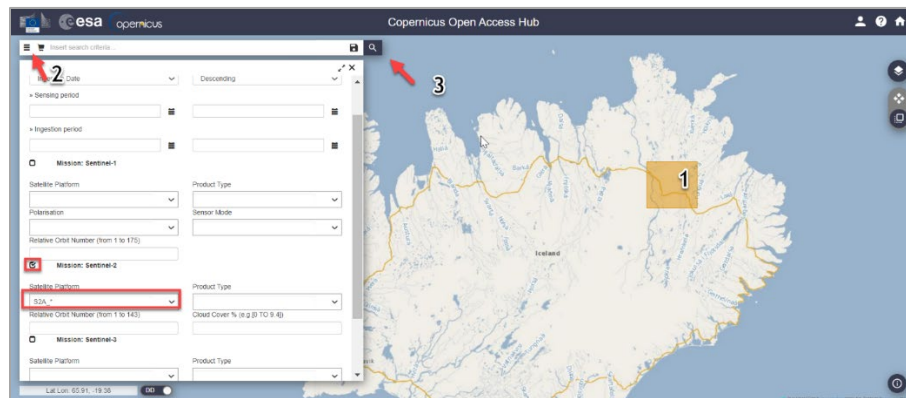 esa opernicus
Copernicus Open Access Hub
Insert search criteria...
2
3
Date
Descending
» Sensing period
» Ingestion period
Mission: Sentinel-1
Satellite Platform
Product Type
Polarisation
Sensor Mode
Relative Orbit Number (from 1 to 175)
Mission: Sentinel-2
Satellite Platform
Product Type
S2A_*
Relative Orbit Number (from 1 to 143)
Cloud Cover % (e.g.[0 TO 9.4])
Mission: Sentinel-3
Satellite Platform
Product Type
Lat Lon: 65.91, -19.56
DD
1
Iceland